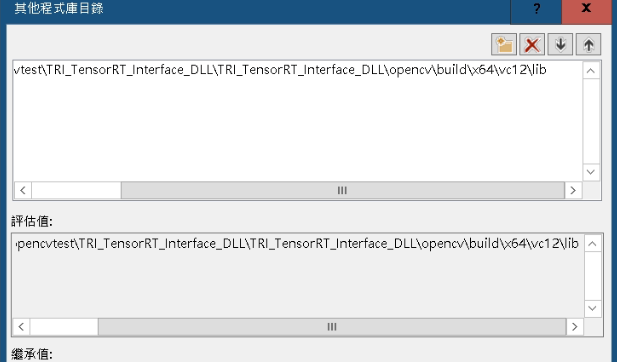 其他程式庫目錄
vtest\TRI_TensorRT_Interface_DLL\TRI_TensorRT_Interface_DLL\opencv\build\x64\vc12\lib
評估值:
pencvtest\TRI_TensorRT_Interface_DLL\TRI_TensorRT_Interface_DLL\opencv\build\x64\vc12\lib
繼承值: